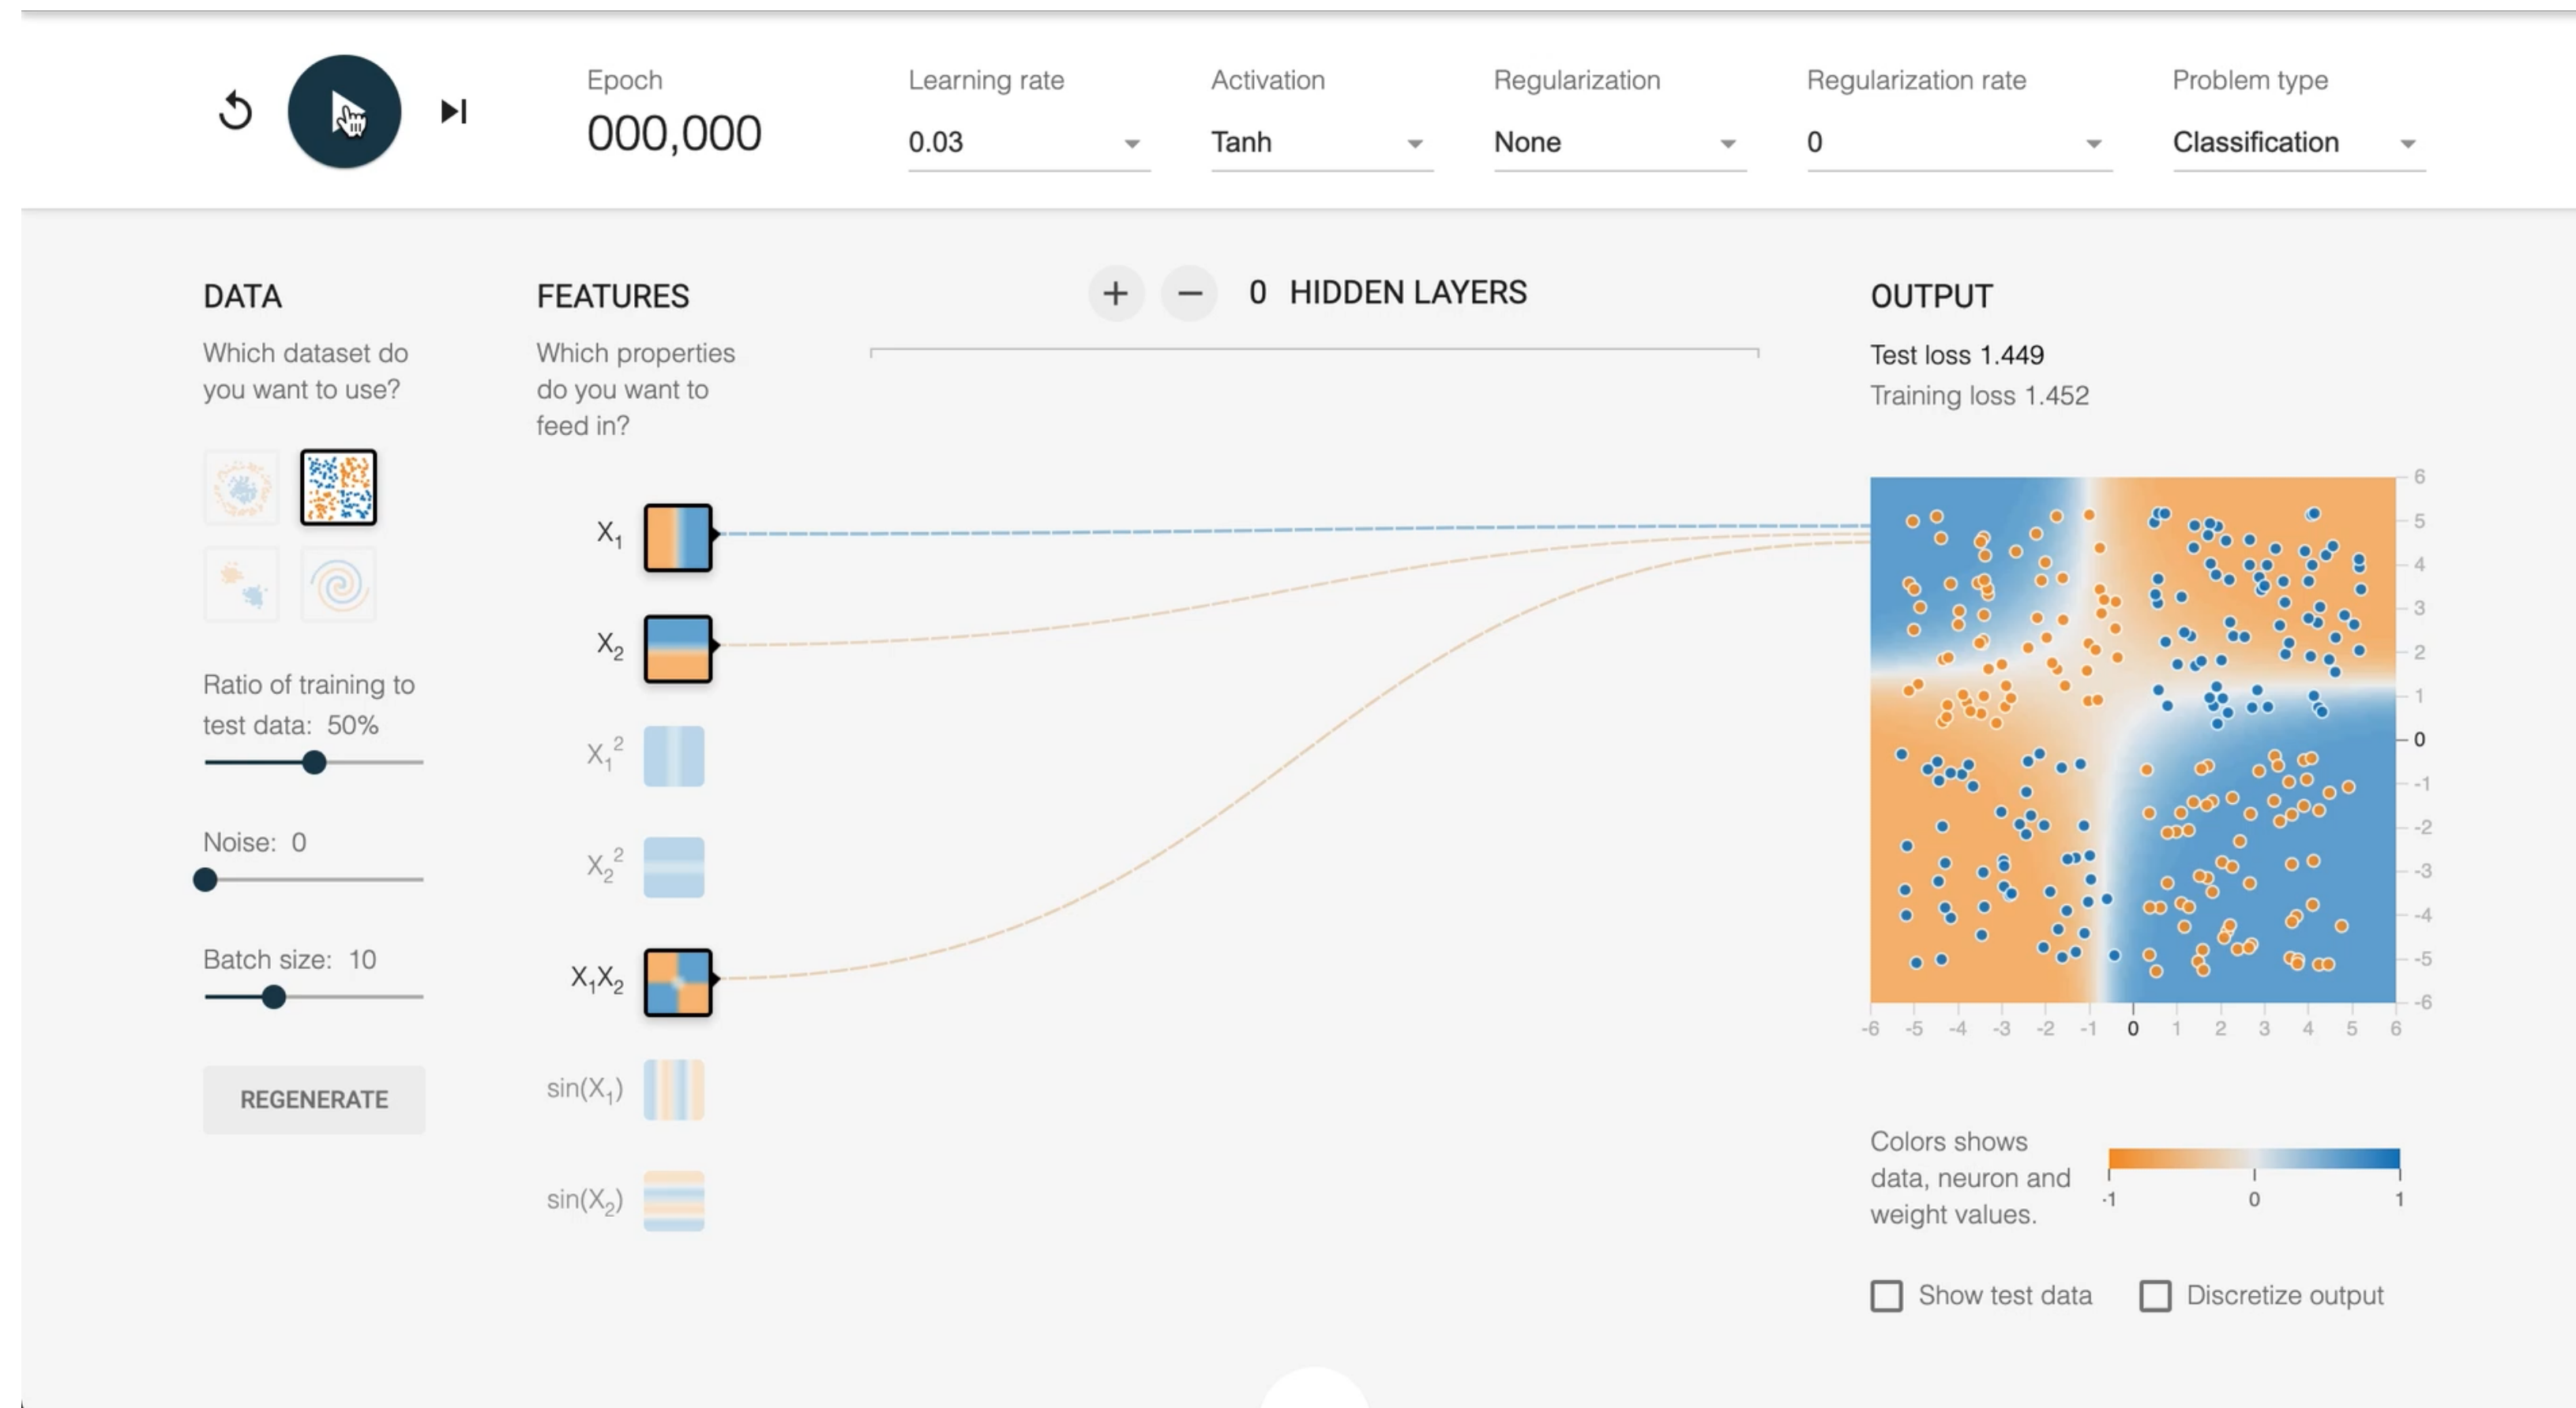 Epoch
000,000
Learning rate
0.03
Activation
Tanh
Regularization
None
Regularization rate
0
Problem type
Classification
DATA
Which dataset do
you want to use?
Ratio of training to
test data: 50%
Noise: 0
Batch size: 10
REGENERATE
FEATURES
Which properties
do you want to
feed in?
X₁
X₂
X₁²
X₂²
X₁X₂
sin(X₁)
sin(X₂)
+ − 0 HIDDEN LAYERS
OUTPUT
Test loss 1.449
Training loss 1.452
6
5
4
3
2
1
0
-1
-2
-3
-4
-5
-6
-6 -5 -4 -3 -2 -1 0 1 2 3 4 5 6
Colors shows
data, neuron and
weight values.
-1 0 1
Show test data
Discretize output